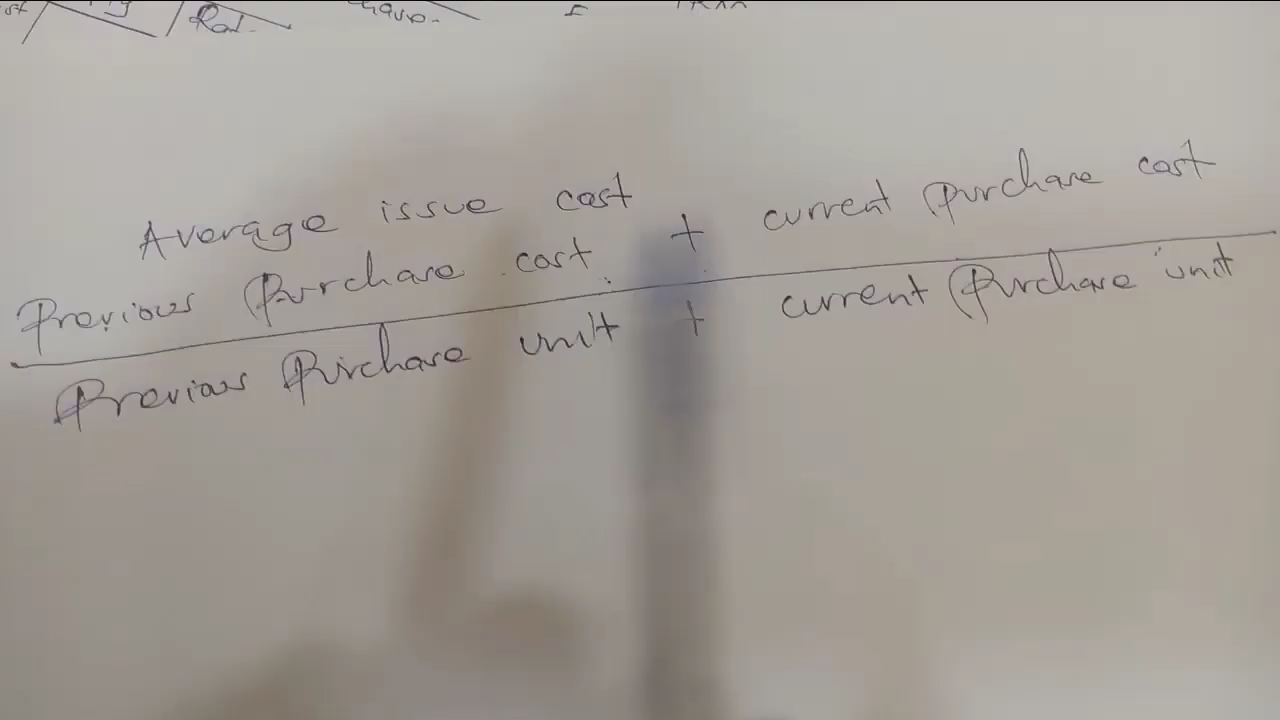 Average issue cost
Previous Purchase cost + current purchase cost
Previous Purchase unit + current Purchase unit